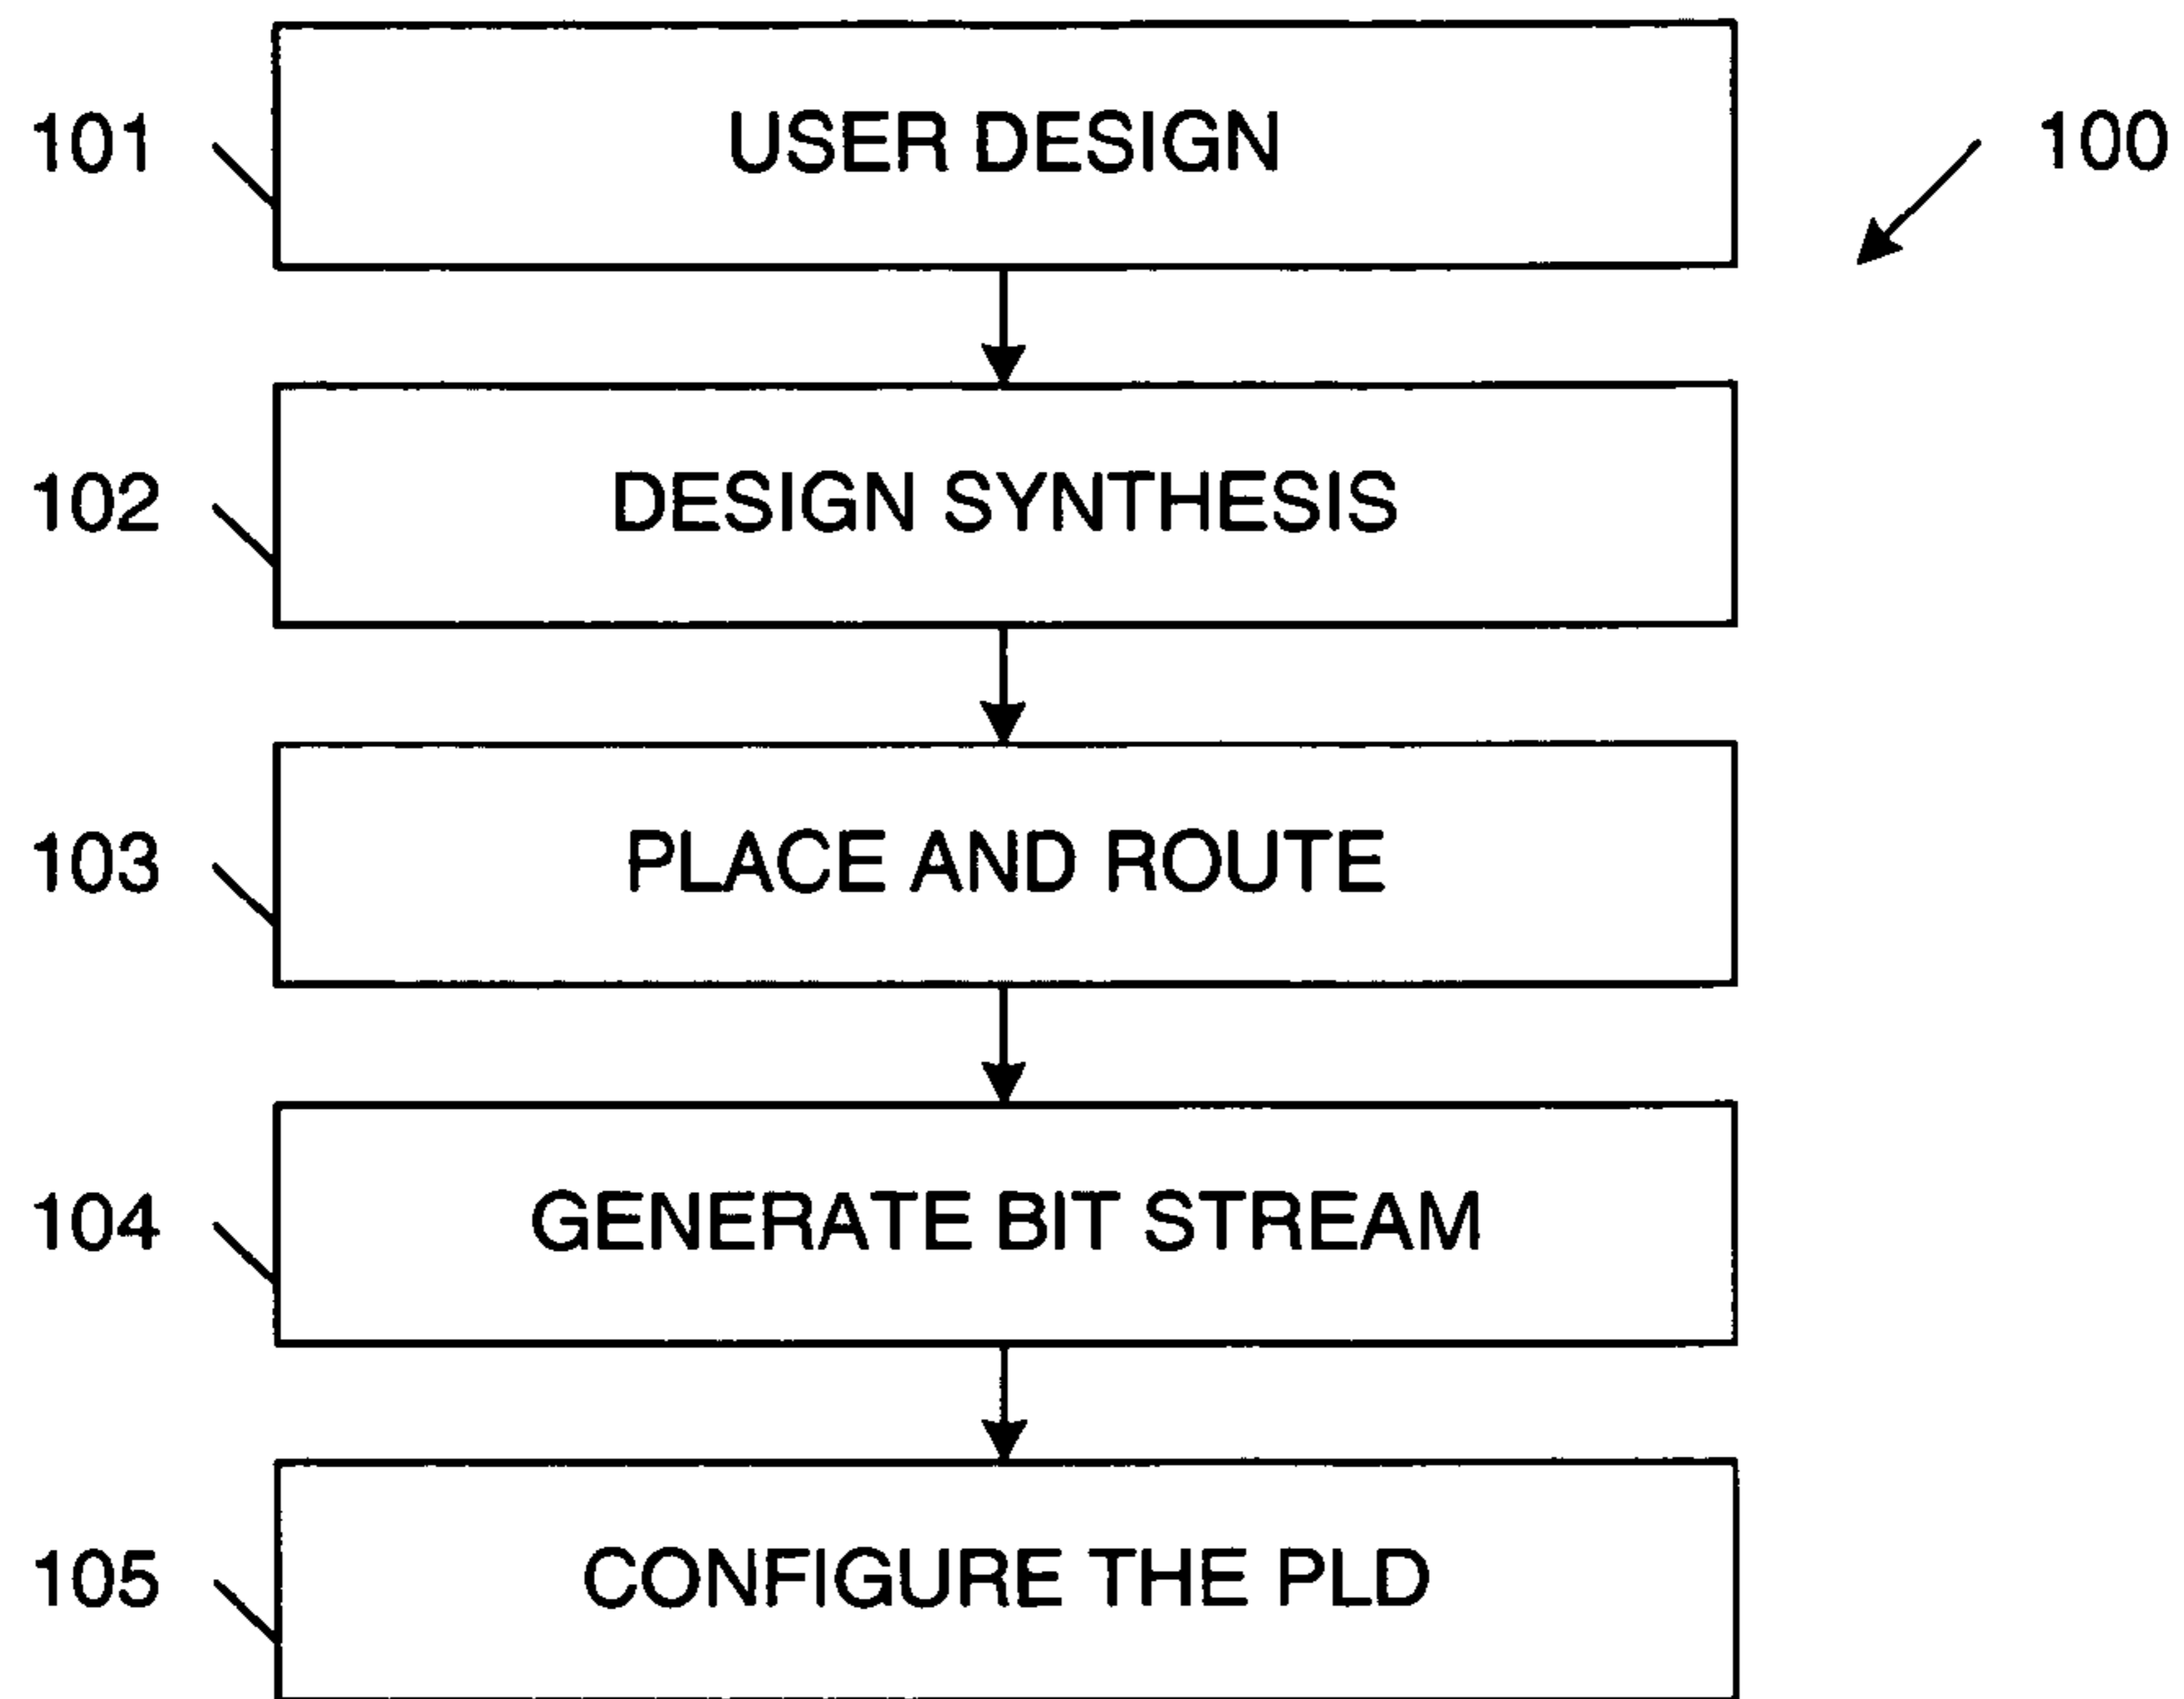 101
USER DESIGN
100
102
DESIGN SYNTHESIS
103
PLACE AND ROUTE
104
GENERATE BIT STREAM
105
CONFIGURE THE PLD